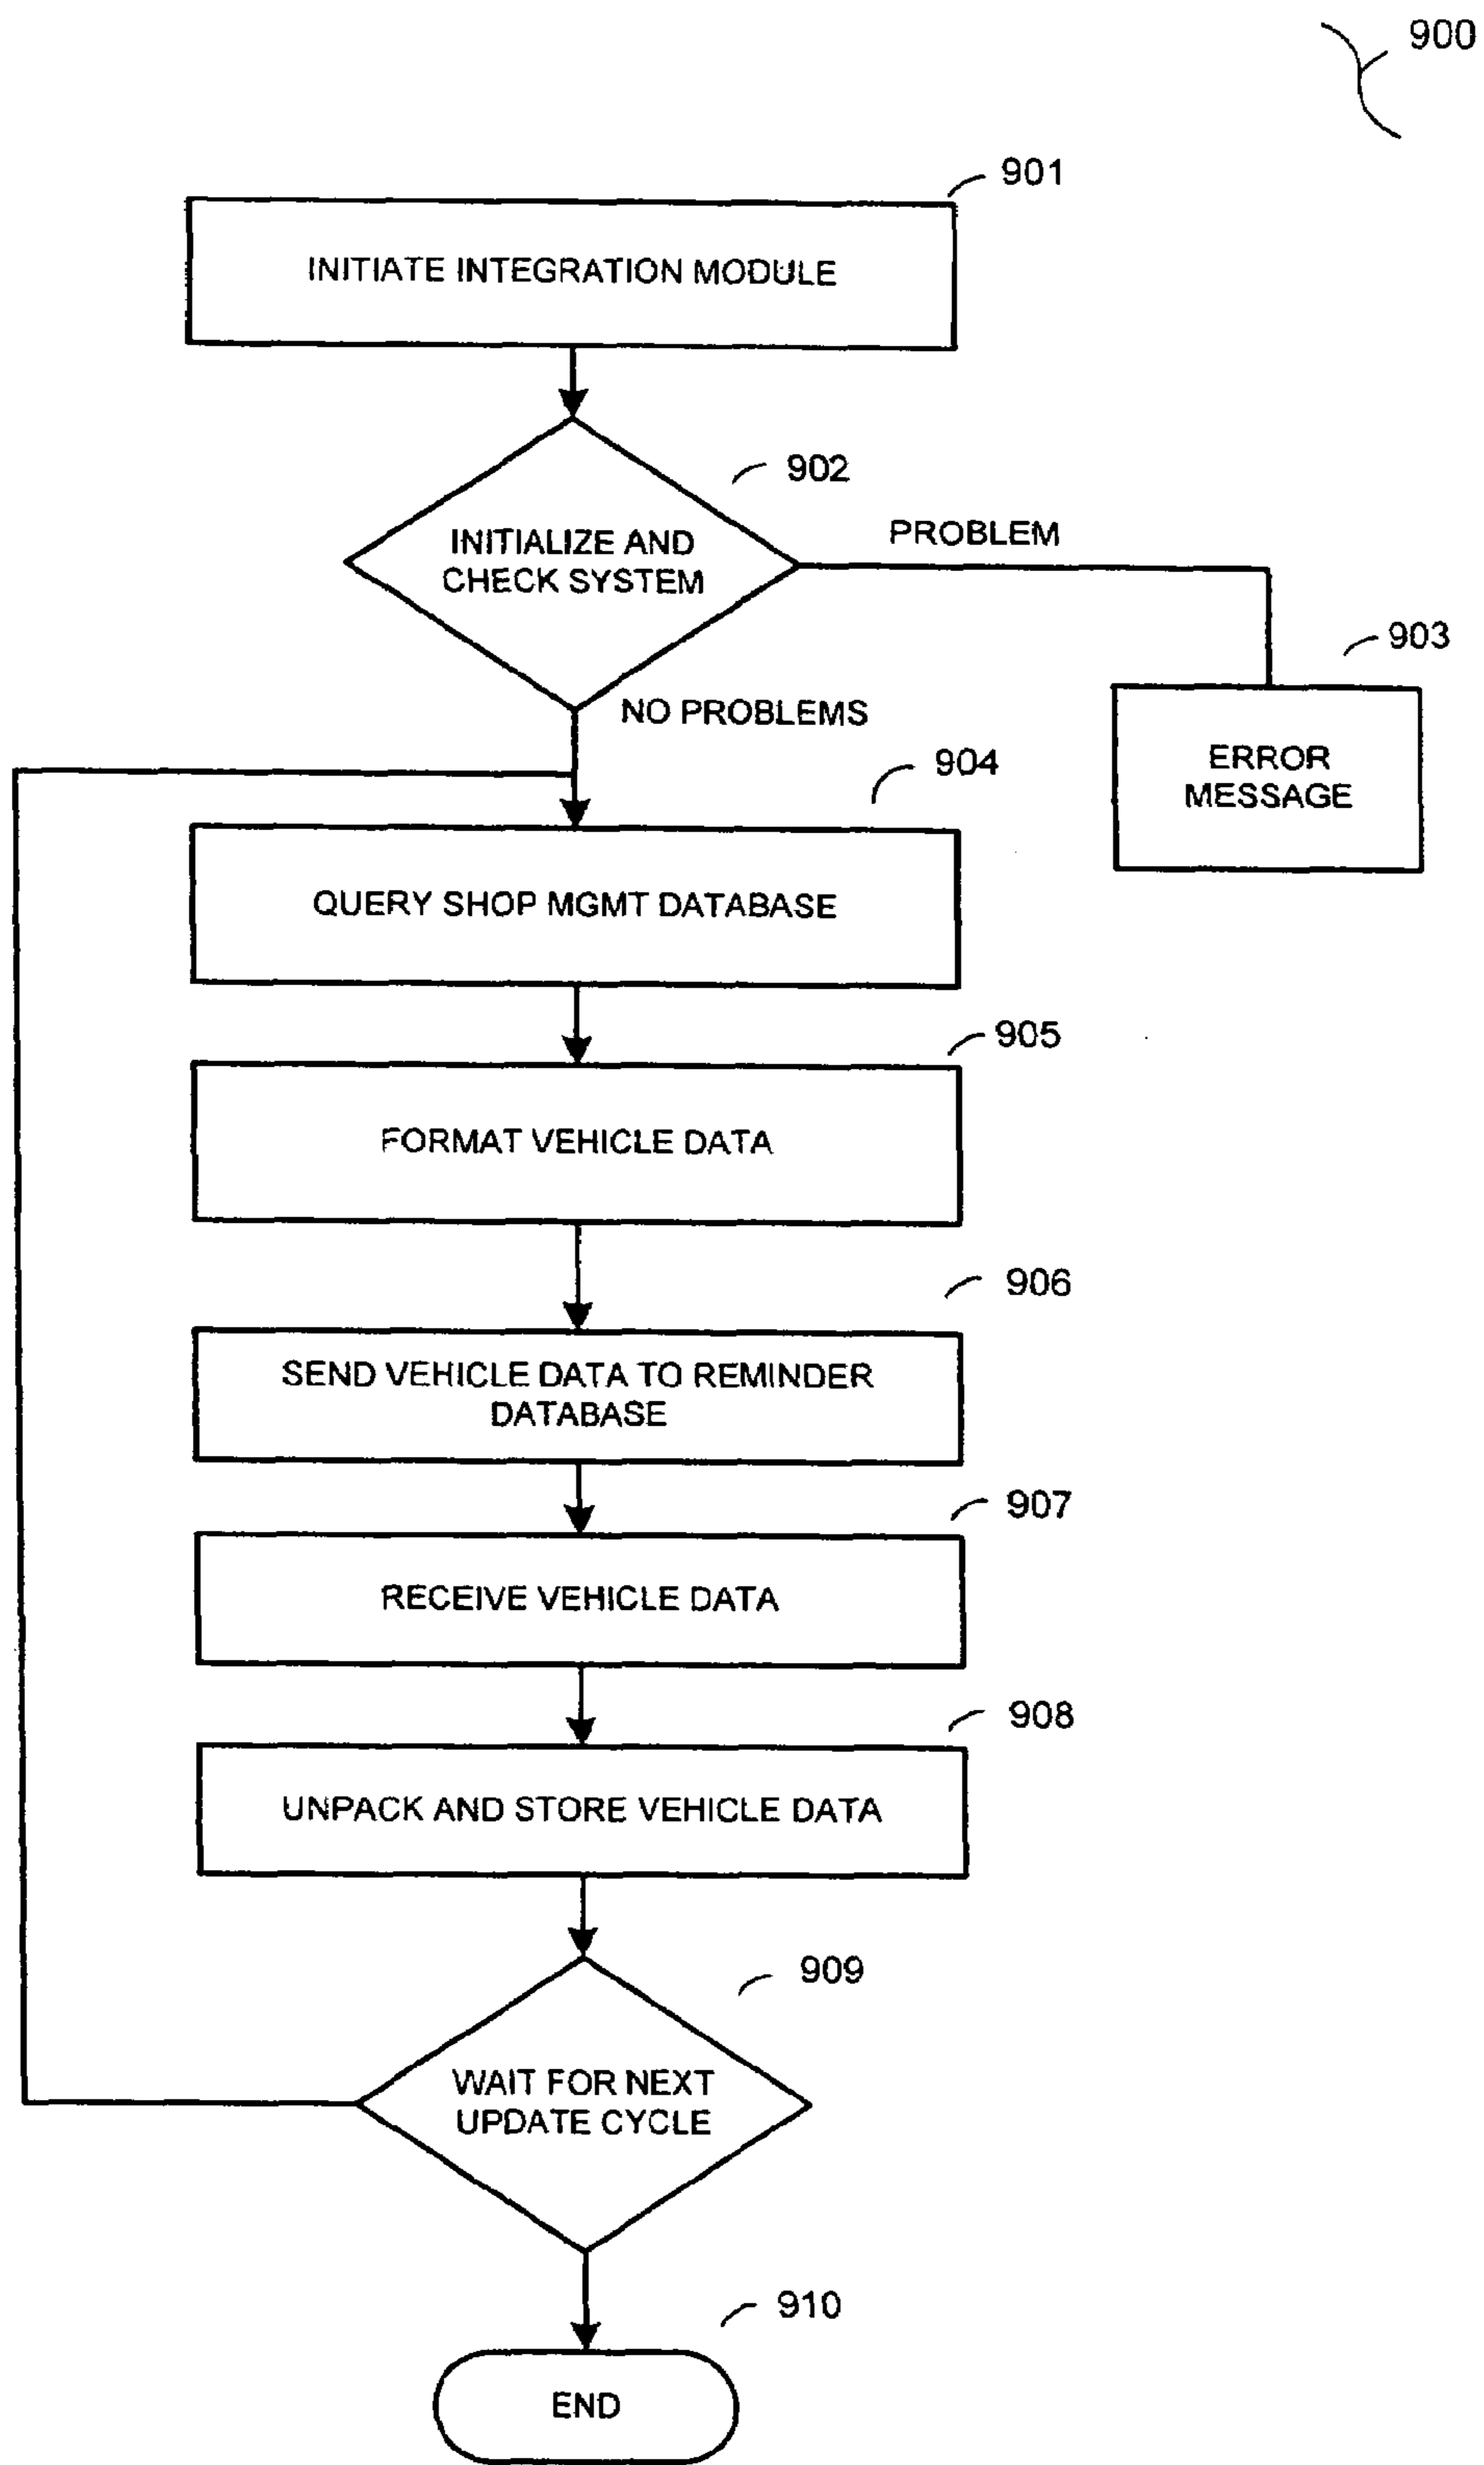 900
901
INITIATE INTEGRATION MODULE
902
INITIALIZE AND
CHECK SYSTEM
PROBLEM
903
ERROR
MESSAGE
NO PROBLEMS
904
QUERY SHOP MGMT DATABASE
905
FORMAT VEHICLE DATA
906
SEND VEHICLE DATA TO REMINDER
DATABASE
907
RECEIVE VEHICLE DATA
908
UNPACK AND STORE VEHICLE DATA
909
WAIT FOR NEXT
UPDATE CYCLE
910
END